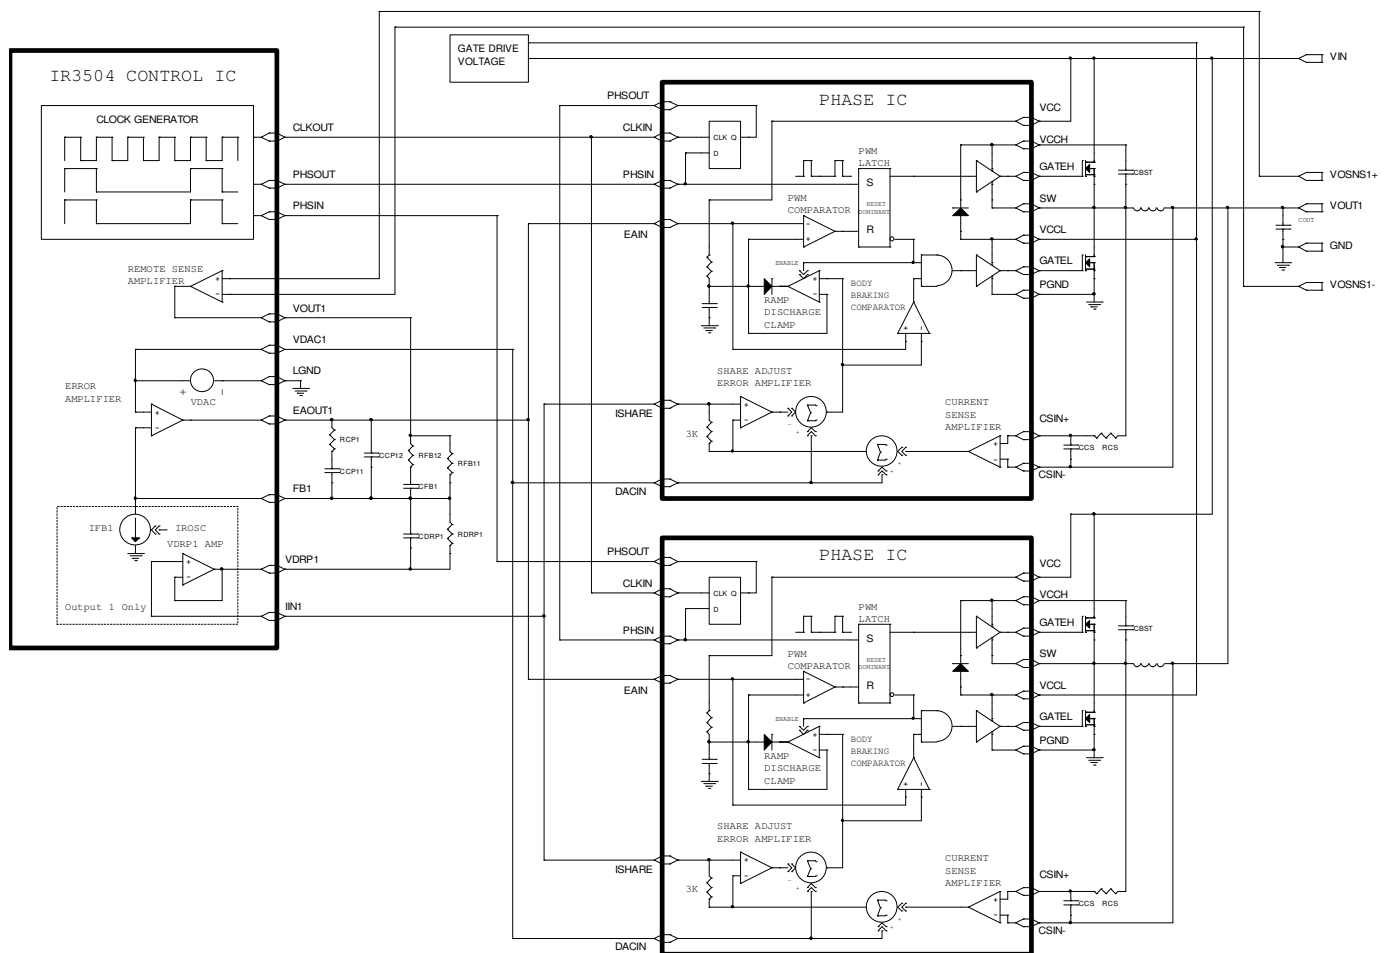 IR3504 CONTROL IC
CLOCK GENERATOR
CLKOUT
PHSOUT
PHSIN
REMOTE SENSE
AMPLIFIER
VOUT1
VDAC1
LGND
+
VDAC
-
ERROR
AMPLIFIER
+
-
EAOUT1
RCP1
CCP11
CCP12
RFB12
CFB1
RFB11
FB1
IFB1
IROSC
VDRP1 AMP
+
-
VDRP1
CDRP1
RDRP1
Output 1 Only
IIN1
GATE DRIVE
VOLTAGE
PHASE IC
PHSOUT
CLKIN
PHSIN
EAIN
ISHARE
DACIN
CLK Q
D
PWM
LATCH
S
RESET
DOMINANT
R
PWM
COMPARATOR
-
+
ENABLE
RAMP
DISCHARGE
CLAMP
+
-
BODY
BRAKING
COMPARATOR
+
-
SHARE ADJUST
ERROR AMPLIFIER
3K
+
-
Σ
-
+
Σ
+
+
CURRENT
SENSE
AMPLIFIER
+
-
VCC
VCCH
GATEH
SW
VCCL
GATEL
PGND
CSIN+
CSIN-
CBST
CCS
RCS
VIN
VOSNS1+
VOUT1
COUT
GND
VOSNS1-
PHASE IC
PHSOUT
CLKIN
PHSIN
EAIN
ISHARE
DACIN
CLK Q
D
PWM
LATCH
S
RESET
DOMINANT
R
PWM
COMPARATOR
-
+
ENABLE
RAMP
DISCHARGE
CLAMP
+
-
BODY
BRAKING
COMPARATOR
+
-
SHARE ADJUST
ERROR AMPLIFIER
3K
+
-
Σ
-
+
Σ
+
+
CURRENT
SENSE
AMPLIFIER
+
-
VCC
VCCH
GATEH
SW
VCCL
GATEL
PGND
CSIN+
CSIN-
CBST
CCS
RCS